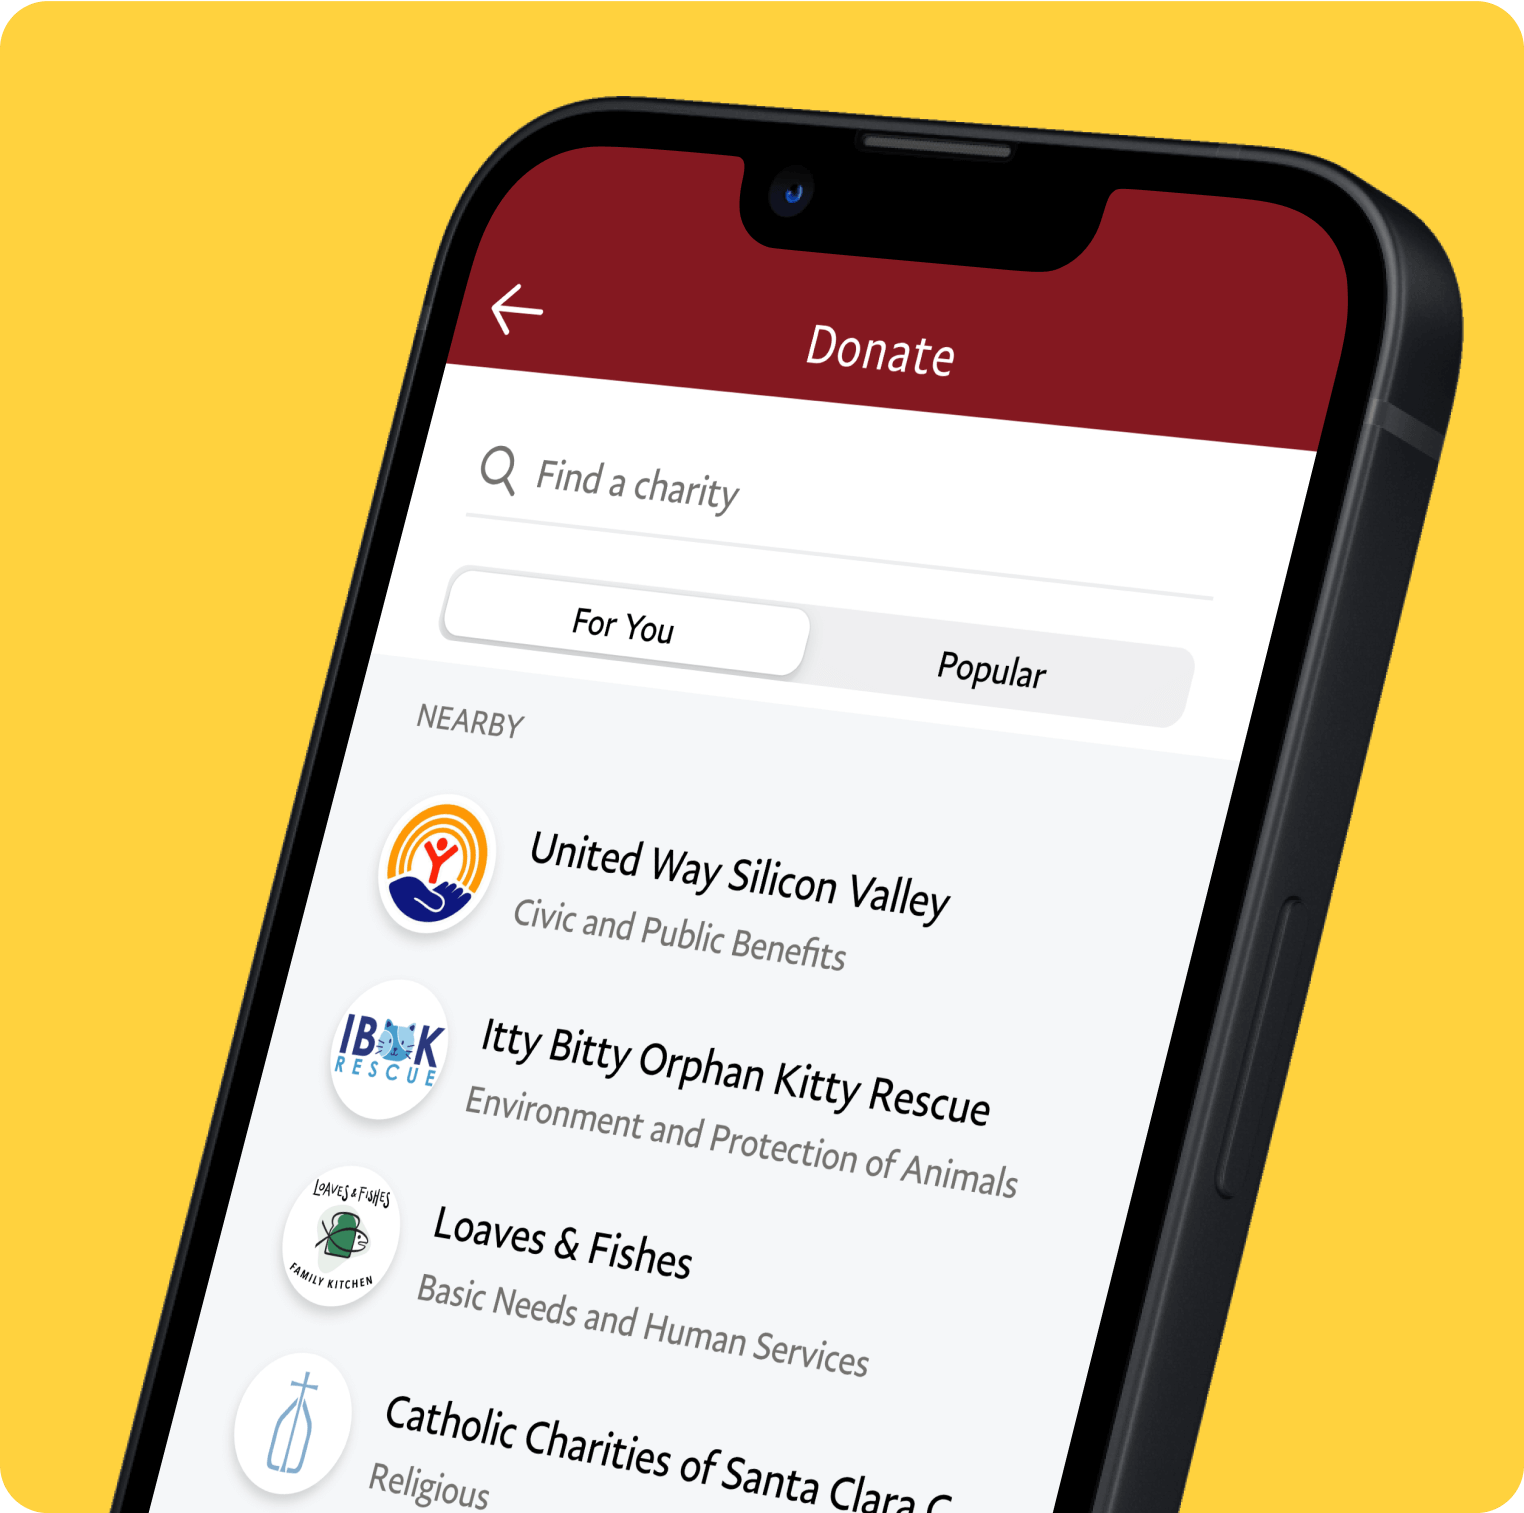 Donate
Find a charity
For You
Popular
NEARBY
United Way Silicon Valley
Civic and Public Benefits
IB K
RESCUE
Itty Bitty Orphan Kitty Rescue
Environment and Protection of Animals
LOAVES & FISHES
FAMILY KITCHEN
Loaves & Fishes
Basic Needs and Human Services
Catholic Charities of Santa Clara C
Religious